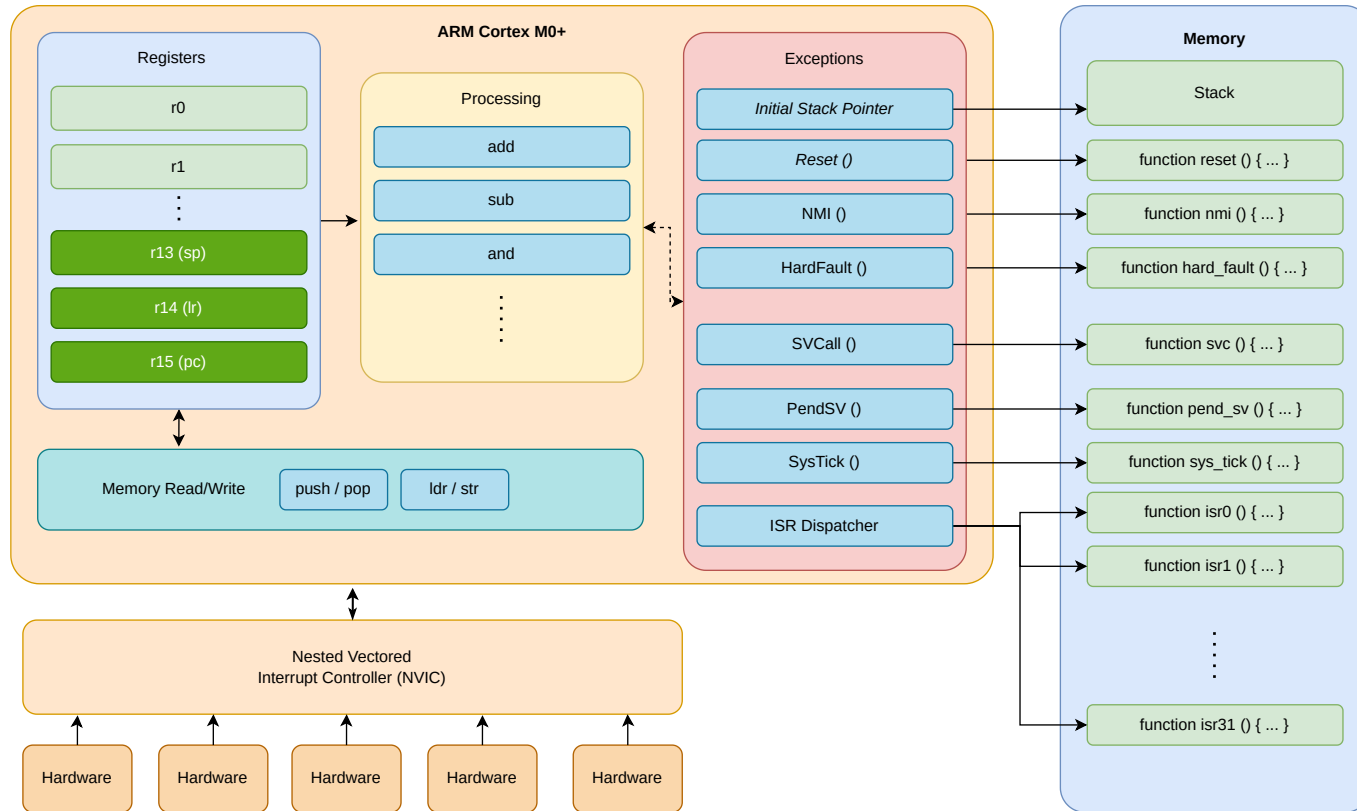 ARM Cortex M0+
Registers
r0
r1
r13 (sp)
r14 (lr)
r15 (pc)
Processing
add
sub
and
Memory Read/Write
push / pop
ldr / str
Exceptions
Initial Stack Pointer
Reset ()
NMI ()
HardFault ()
SVCall ()
PendSV ()
SysTick ()
ISR Dispatcher
Memory
Stack
function reset () { ... }
function nmi () { ... }
function hard_fault () { ... }
function svc () { ... }
function pend_sv () { ... }
function sys_tick () { ... }
function isr0 () { ... }
function isr1 () { ... }
function isr31 () { ... }
Nested Vectored
Interrupt Controller (NVIC)
Hardware
Hardware
Hardware
Hardware
Hardware